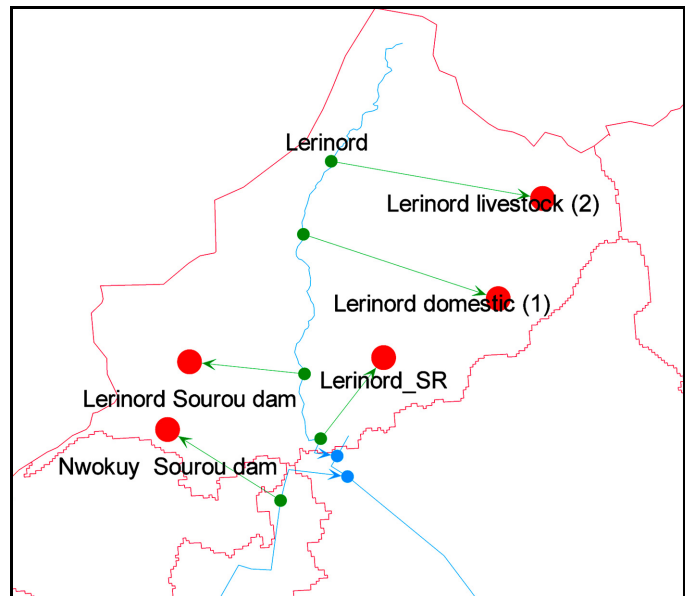 Lerinord
Lerinord livestock (2)
Lerinord domestic (1)
Lerinord_SR
Lerinord Sourou dam
Nwokuy  Sourou dam